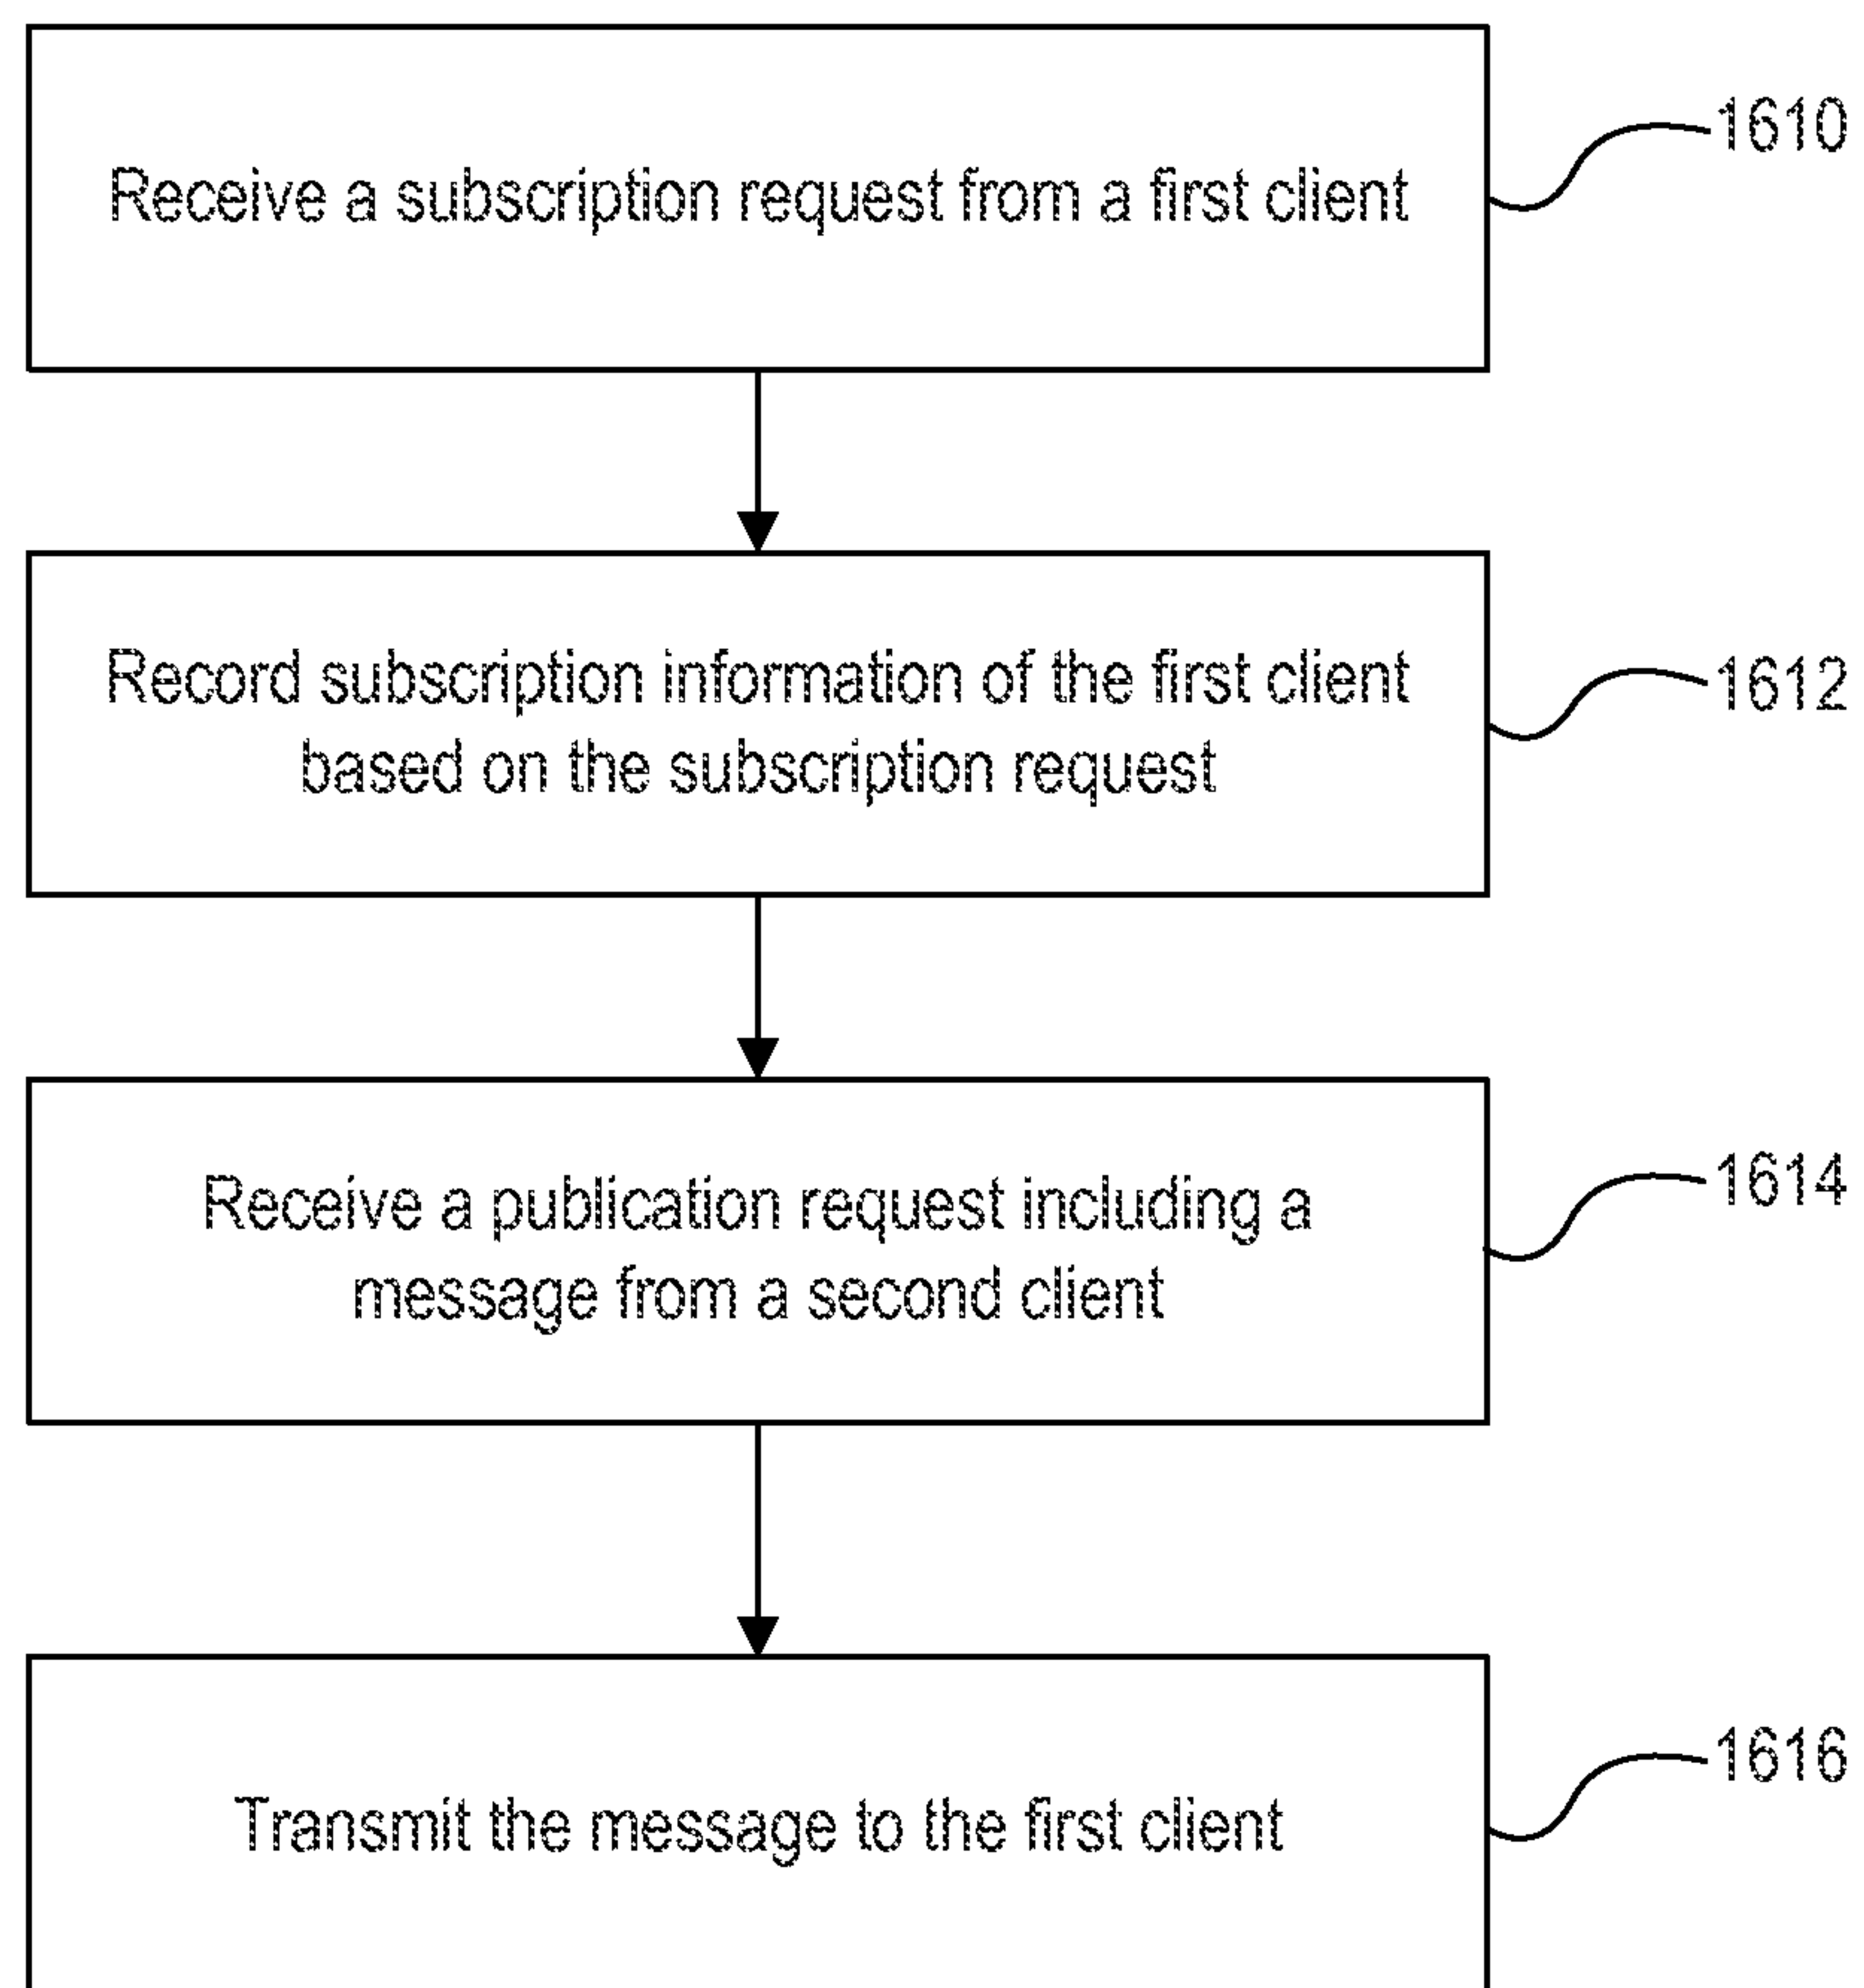 Receive a subscription request from a first client
1610
Record subscription information of the first client
based on the subscription request
1612
Receive a publication request including a
message from a second client
1614
Transmit the message to the first client
1616